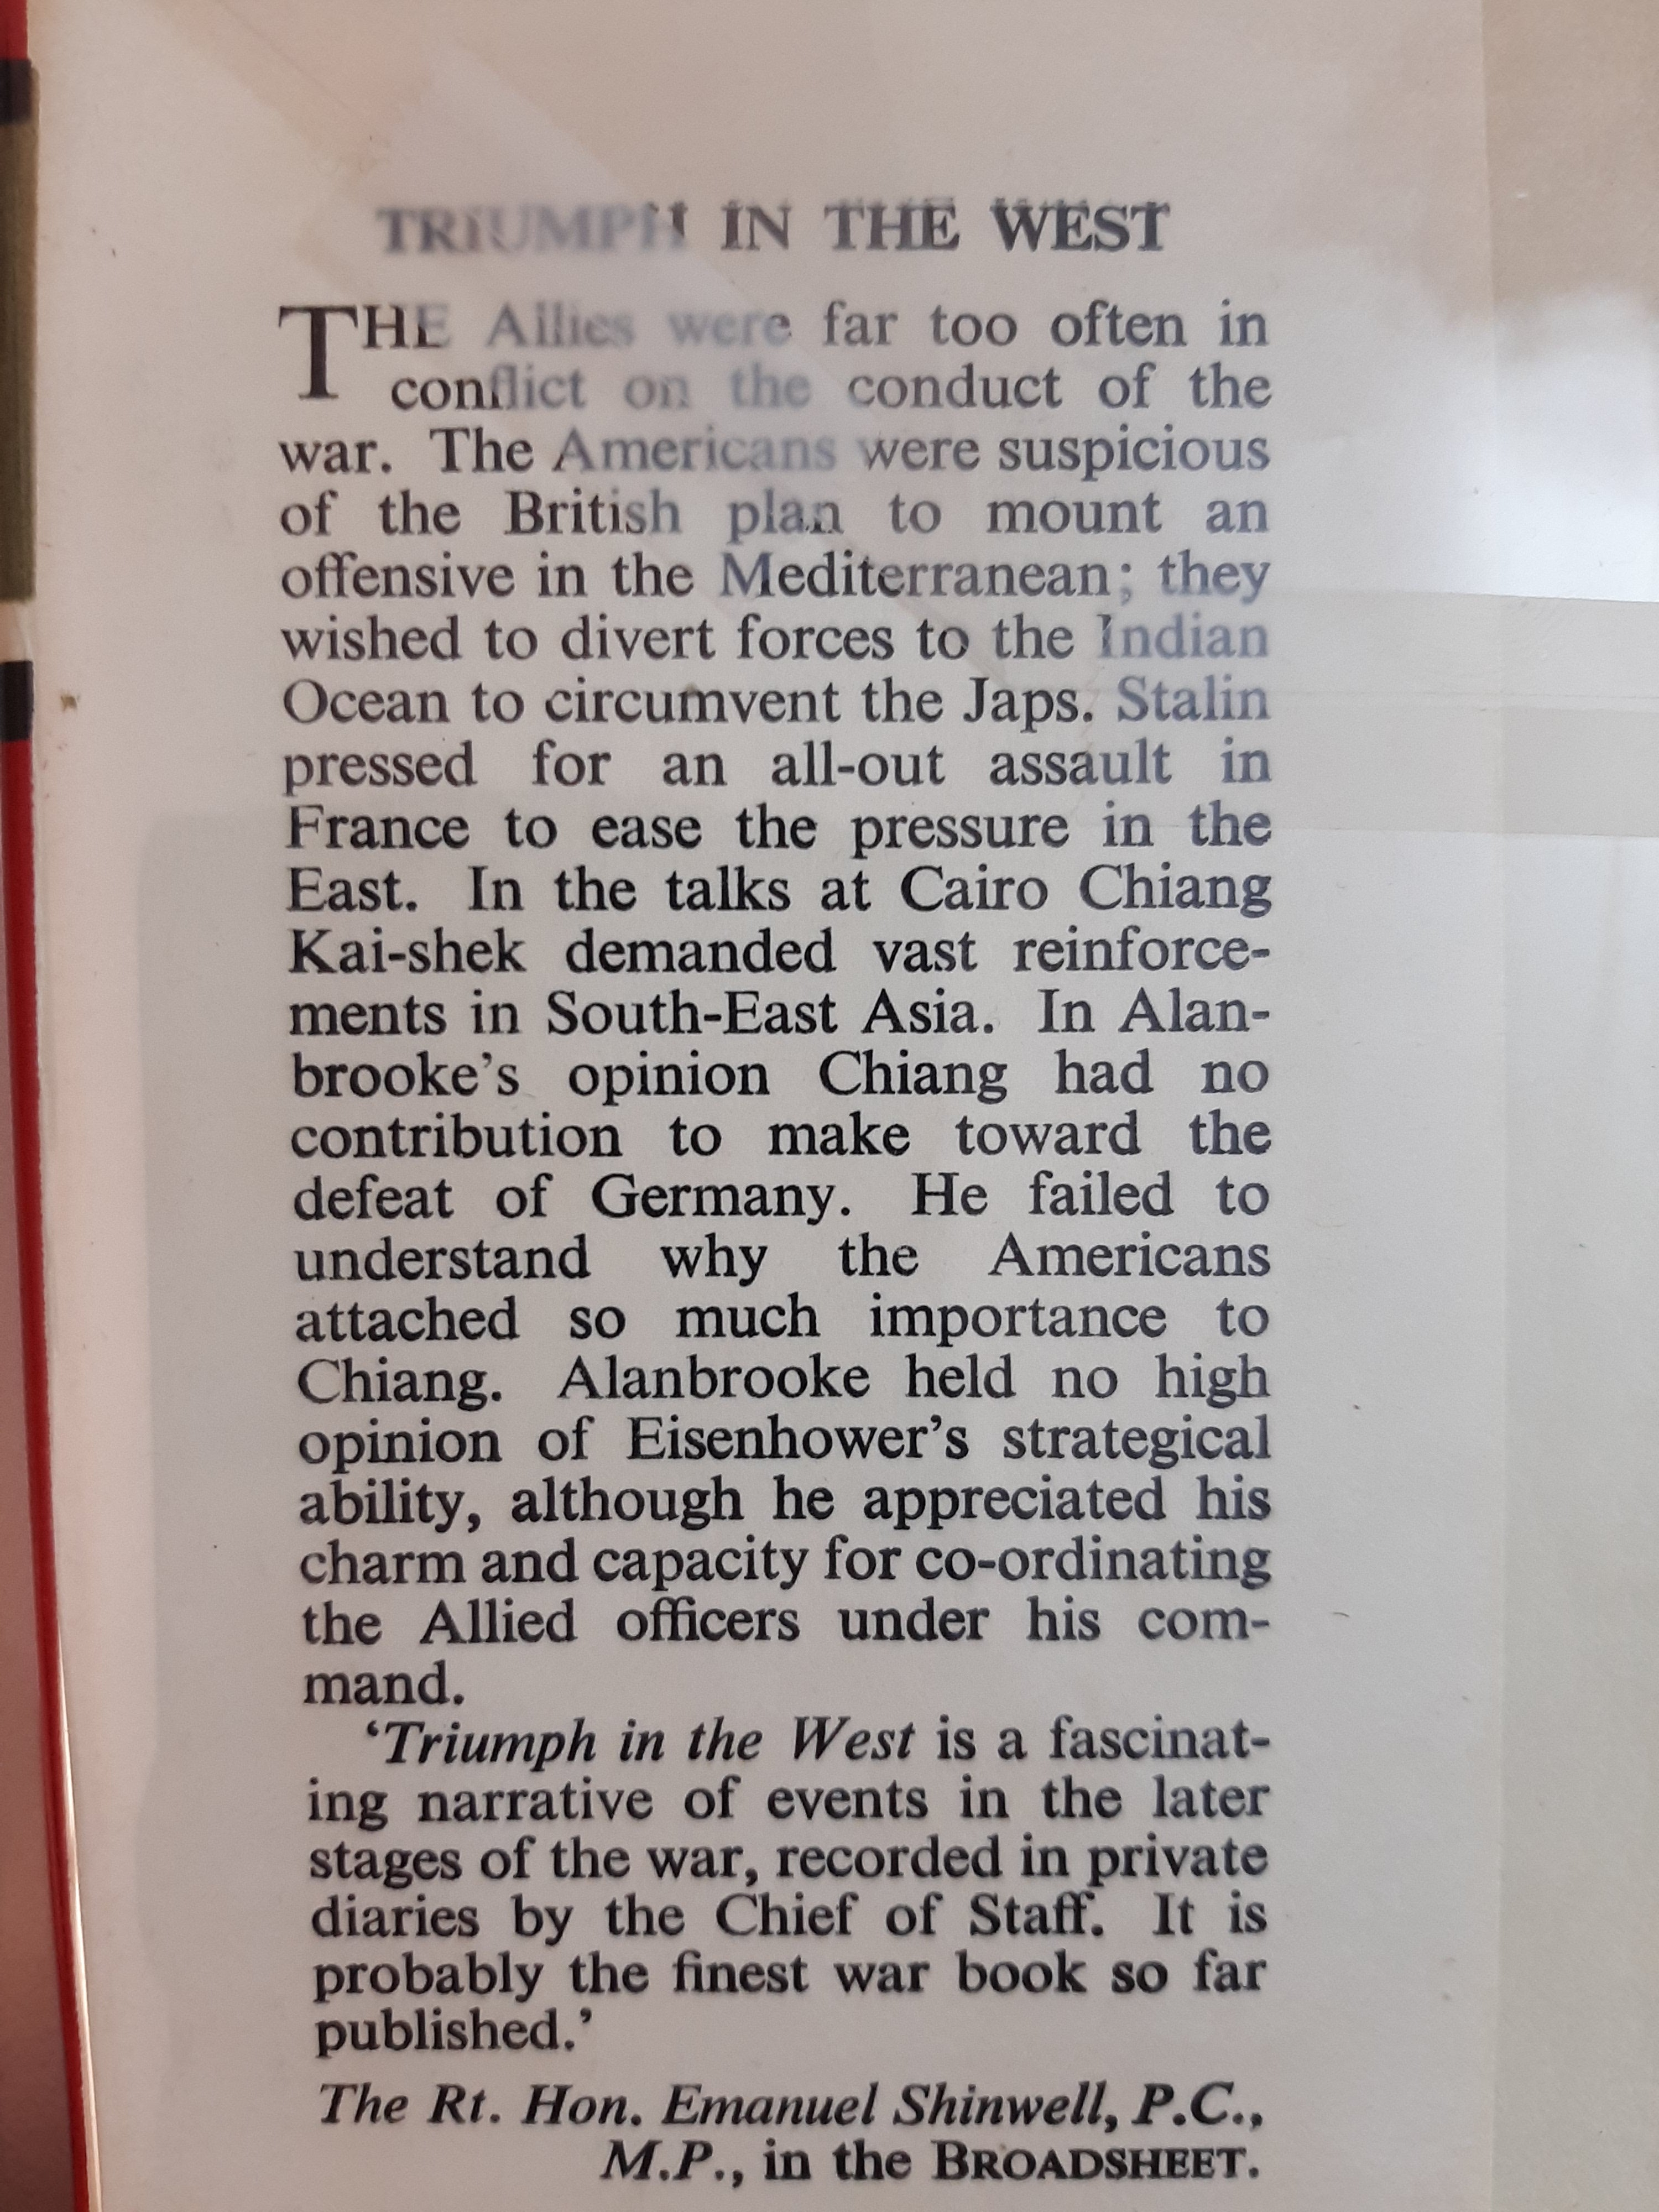 TRIUMPH IN THE WEST
THE Allies were far too often in
conflict on the conduct of the
war. The Americans were suspicious
of the British plan to mount an
offensive in the Mediterranean; they
wished to divert forces to the Indian
Ocean to circumvent the Japs. Stalin
pressed for an all-out assault in
France to ease the pressure in the
East. In the talks at Cairo Chiang
Kai-shek demanded vast reinforce-
ments in South-East Asia. In Alan-
brooke’s opinion Chiang had no
contribution to make toward the
defeat of Germany. He failed to
understand why the Americans
attached so much importance to
Chiang. Alanbrooke held no high
opinion of Eisenhower’s strategical
ability, although he appreciated his
charm and capacity for co-ordinating
the Allied officers under his com-
mand.
‘Triumph in the West is a fascinat-
ing narrative of events in the later
stages of the war, recorded in private
diaries by the Chief of Staff. It is
probably the finest war book so far
published.’
The Rt. Hon. Emanuel Shinwell, P.C.,
M.P., in the BROADSHEET.